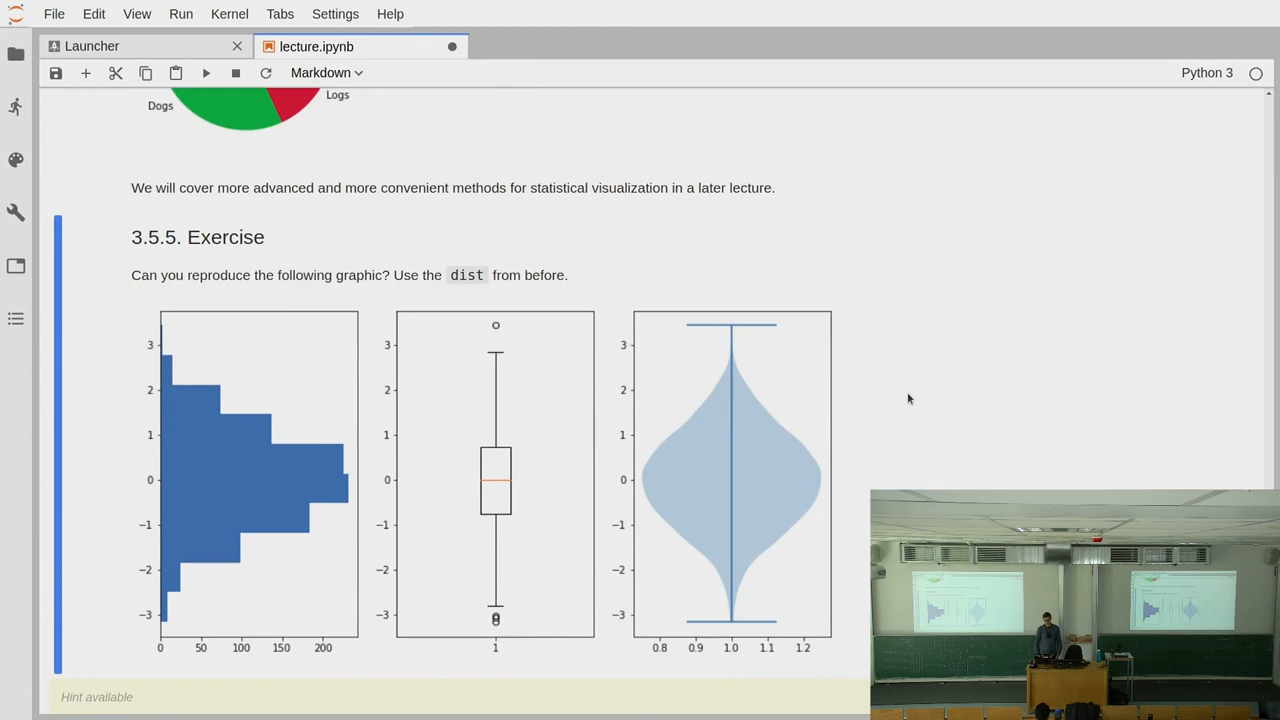 File Edit View Run Kernel Tabs Settings Help
Launcher
lecture.ipynb
Markdown
Python 3
Dogs
Logs
We will cover more advanced and more convenient methods for statistical visualization in a later lecture.
3.5.5. Exercise
Can you reproduce the following graphic? Use the dist from before.
3 3 3
2 2 2
1 1 1
0 0 0
−1 −1 −1
−2 −2 −2
−3 −3 −3
0 50 100 150 200 1 0.8 0.9 1.0 1.1 1.2
Hint available